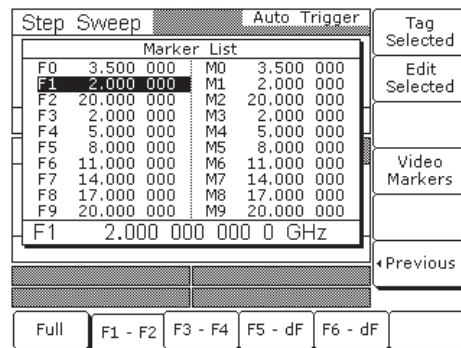 Step Sweep Auto Trigger
Marker List
F0 3.500 000 M0 3.500 000
F1 2.000 000 M1 2.000 000
F2 20.000 000 M2 20.000 000
F3 2.000 000 M3 2.000 000
F4 5.000 000 M4 5.000 000
F5 8.000 000 M5 8.000 000
F6 11.000 000 M6 11.000 000
F7 14.000 000 M7 14.000 000
F8 17.000 000 M8 17.000 000
F9 20.000 000 M9 20.000 000
F1 2.000 000 000 0 GHz
Tag
Selected
Edit
Selected
Video
Markers
Previous
Full F1 - F2 F3 - F4 F5 - dF F6 - dF